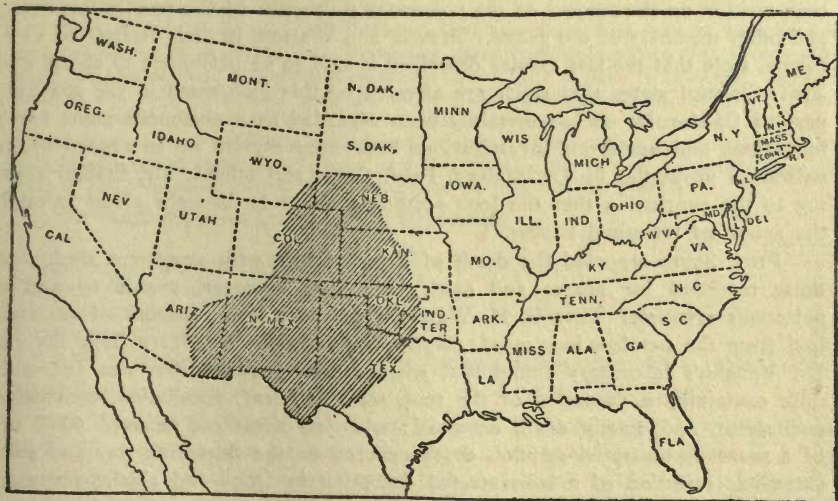 WASH.
MONT.
N. DAK.
MINN
ME
OREG.
IDAHO
WYO.
S. DAK.
WIS
MICH
N.Y.
VT.
N H
MASS
CONN.
R I
NEV
UTAH
COL
NEB
IOWA.
ILL.
IND
OHIO
PA.
N.J.
CAL
KAN
MO.
KY
W VA
VA
MD
DEL
ARIZ
N-MEX
OKL
IND.
TER
ARK.
TENN.
N C
S C
TEX.
LA
MISS
ALA.
GA
FLA